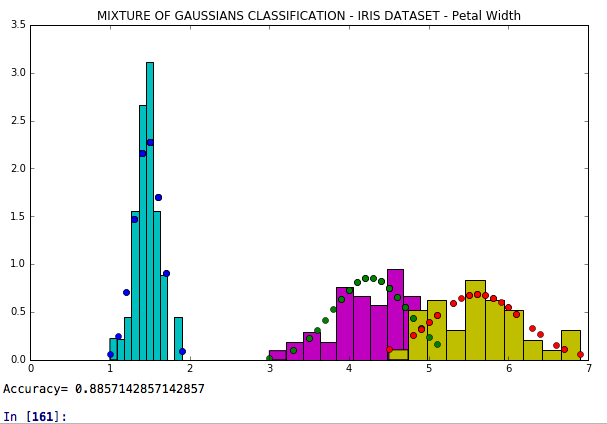 MIXTURE OF GAUSSIANS CLASSIFICATION - IRIS DATASET - Petal Width
3.5
3.0
2.5
2.0
1.5
1.0
0.5
0.0
0 1 2 3 4 5 6 7
Accuracy= 0.8857142857142857
In [161]: